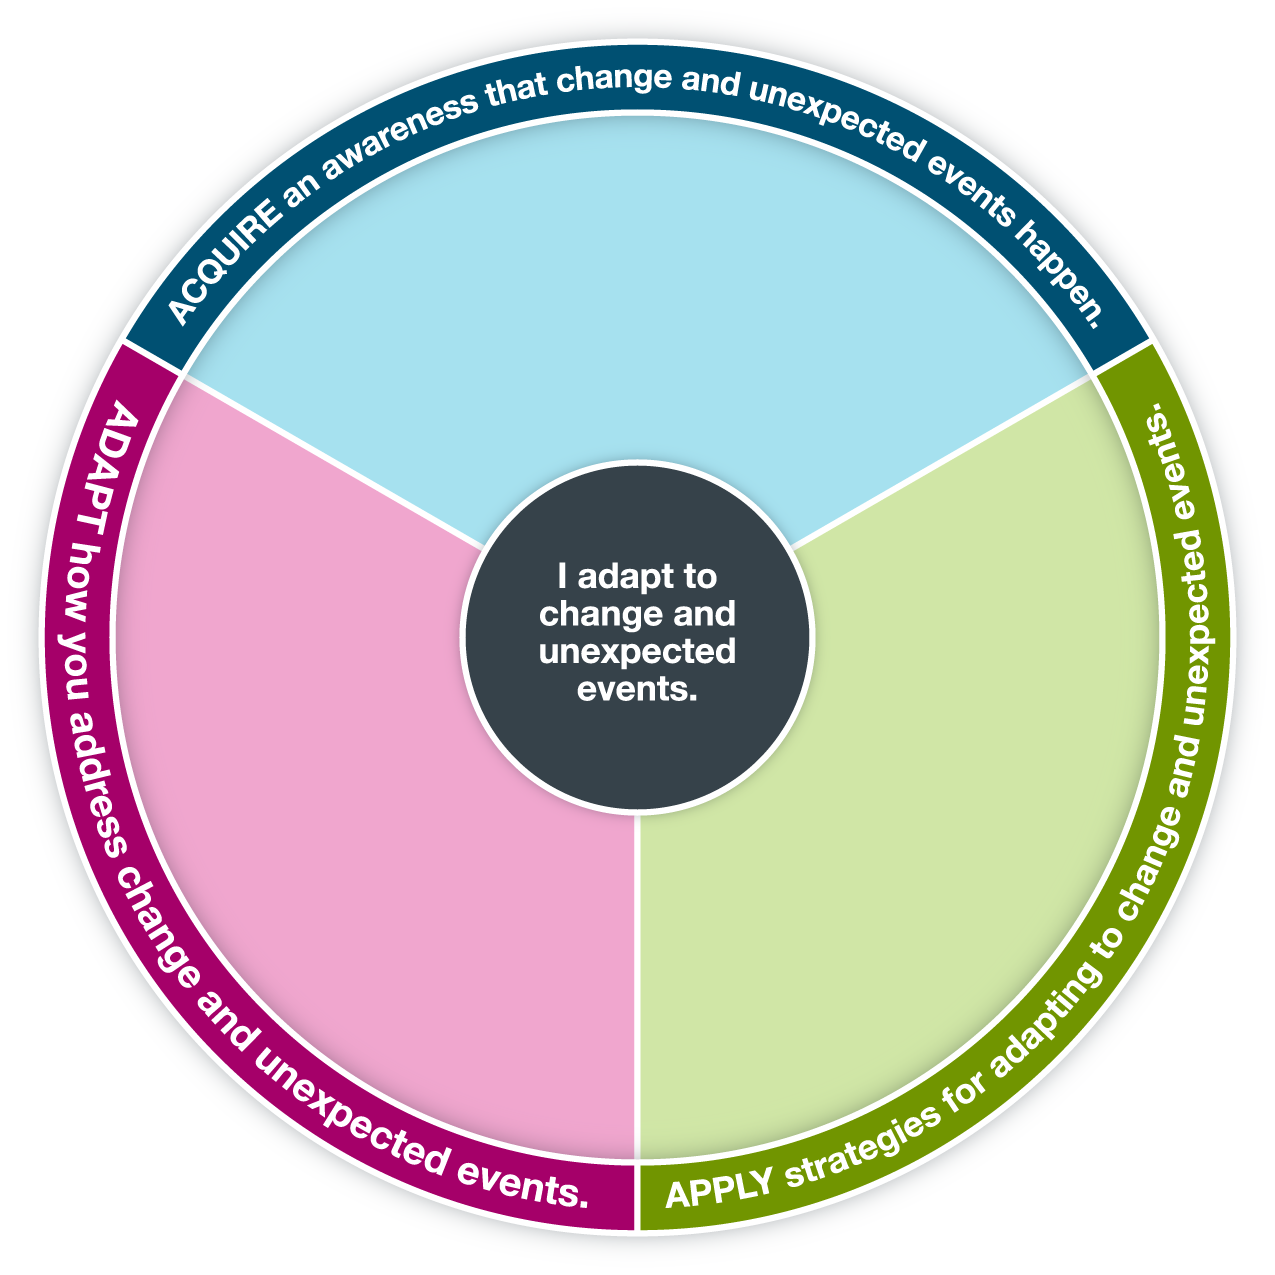 ACQUIRE an awareness that change and unexpected events happen.
APPLY strategies for adapting to change and unexpected events.
ADAPT how you address change and unexpected events.
I adapt to
change and
unexpected
events.